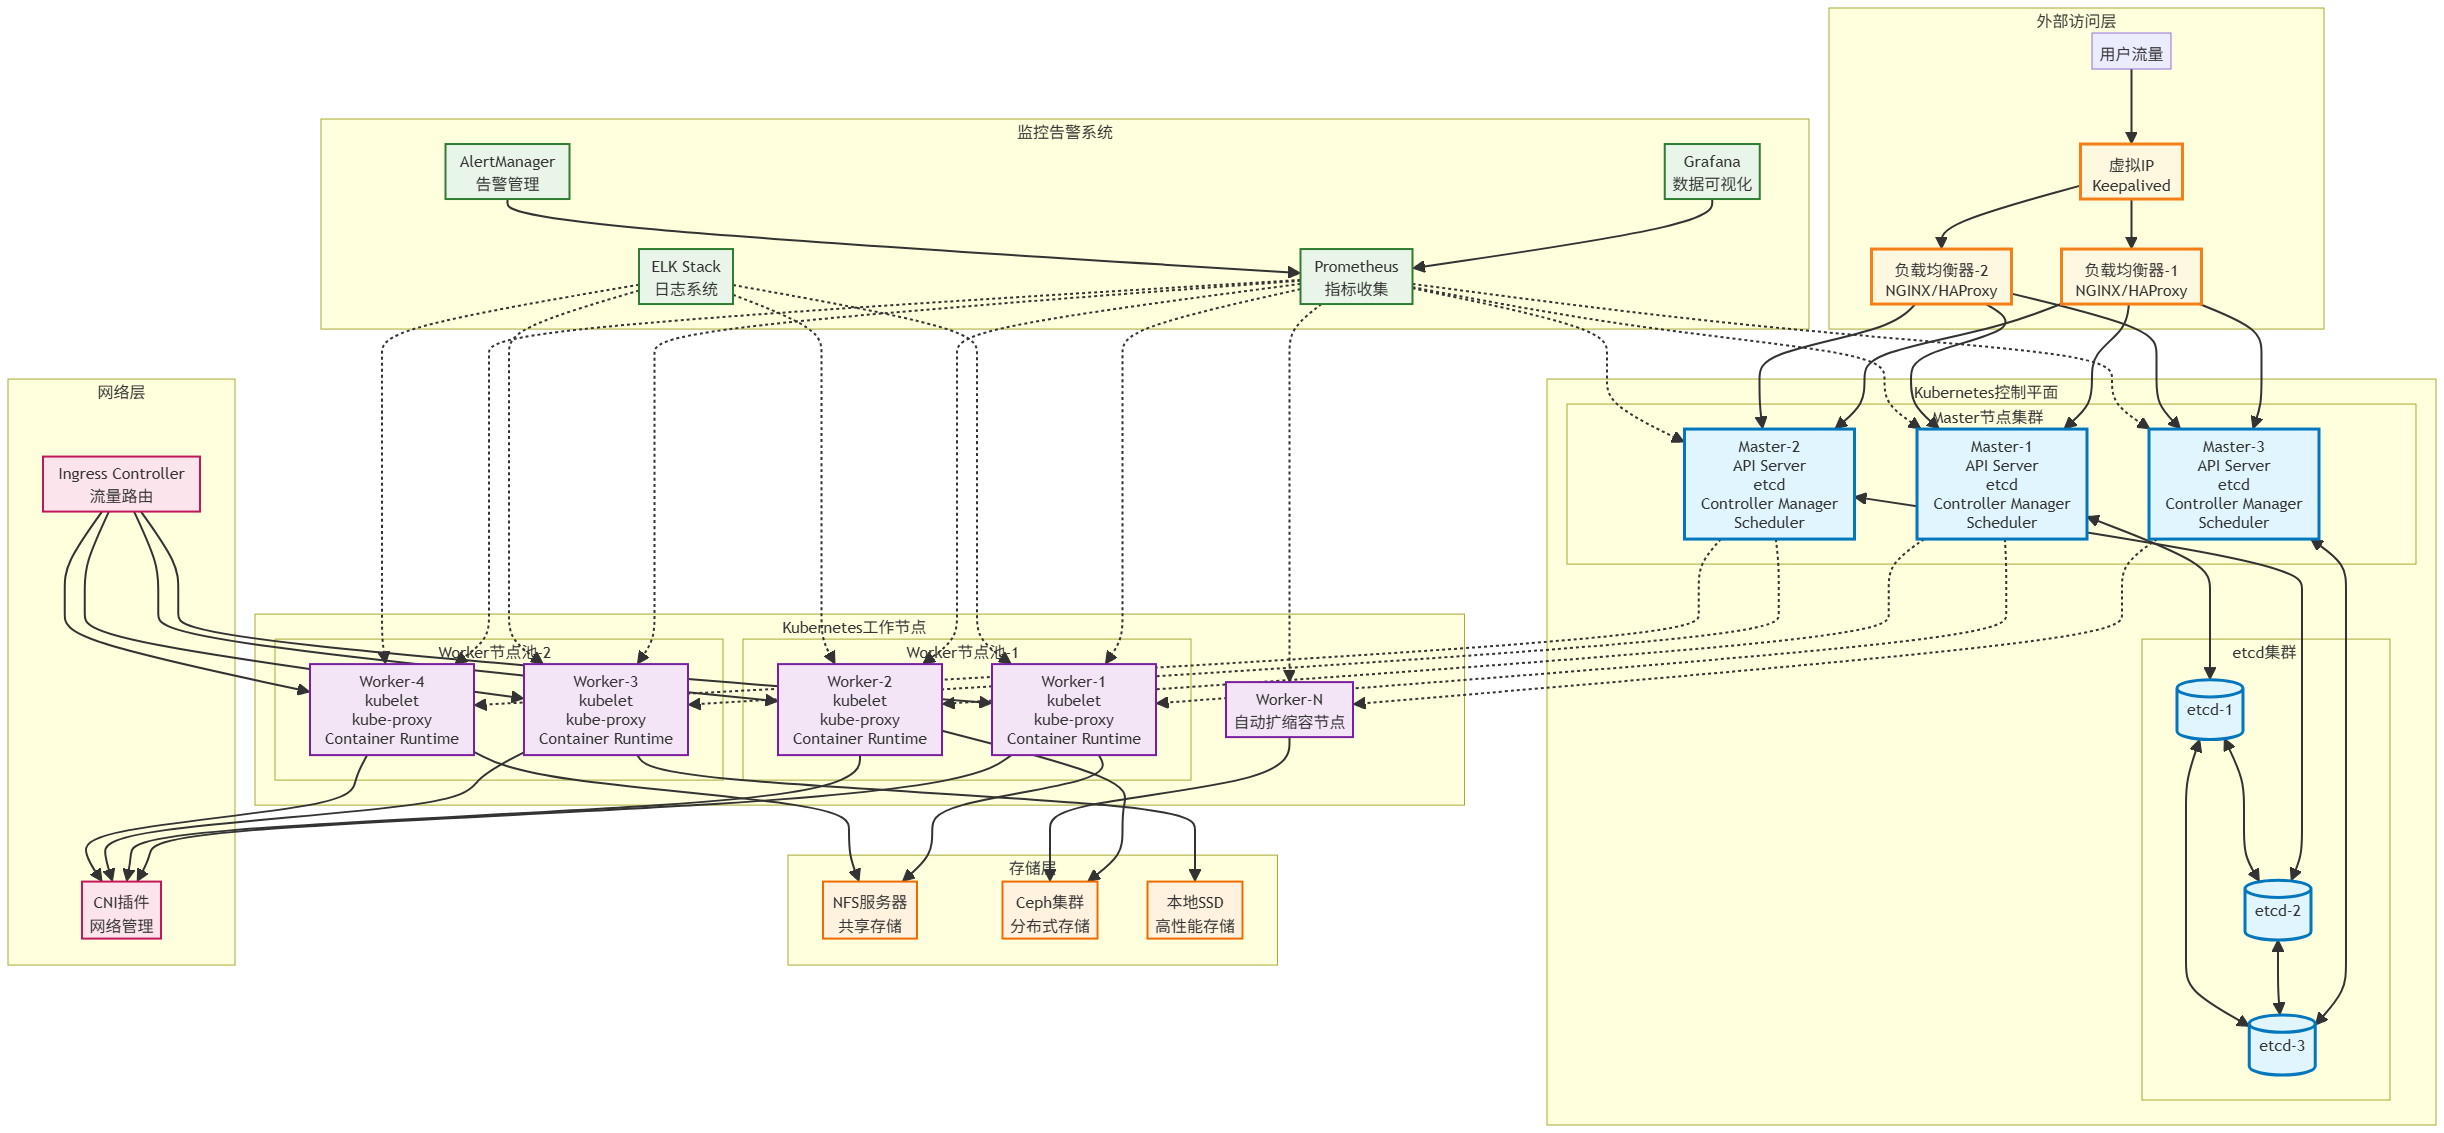 外部访问层
用户流量
虚拟IP
Keepalived
负载均衡器-2
NGINX/HAProxy
负载均衡器-1
NGINX/HAProxy
监控告警系统
AlertManager
告警管理
Grafana
数据可视化
ELK Stack
日志系统
Prometheus
指标收集
网络层
Ingress Controller
流量路由
CNI插件
网络管理
Kubernetes控制平面
Master节点集群
Master-2
API Server
etcd
Controller Manager
Scheduler
Master-1
API Server
etcd
Controller Manager
Scheduler
Master-3
API Server
etcd
Controller Manager
Scheduler
etcd集群
etcd-1
etcd-2
etcd-3
Kubernetes工作节点
Worker节点池-2
Worker-4
kubelet
kube-proxy
Container Runtime
Worker-3
kubelet
kube-proxy
Container Runtime
Worker节点池-1
Worker-2
kubelet
kube-proxy
Container Runtime
Worker-1
kubelet
kube-proxy
Container Runtime
Worker-N
自动扩缩容节点
存储层
NFS服务器
共享存储
Ceph集群
分布式存储
本地SSD
高性能存储